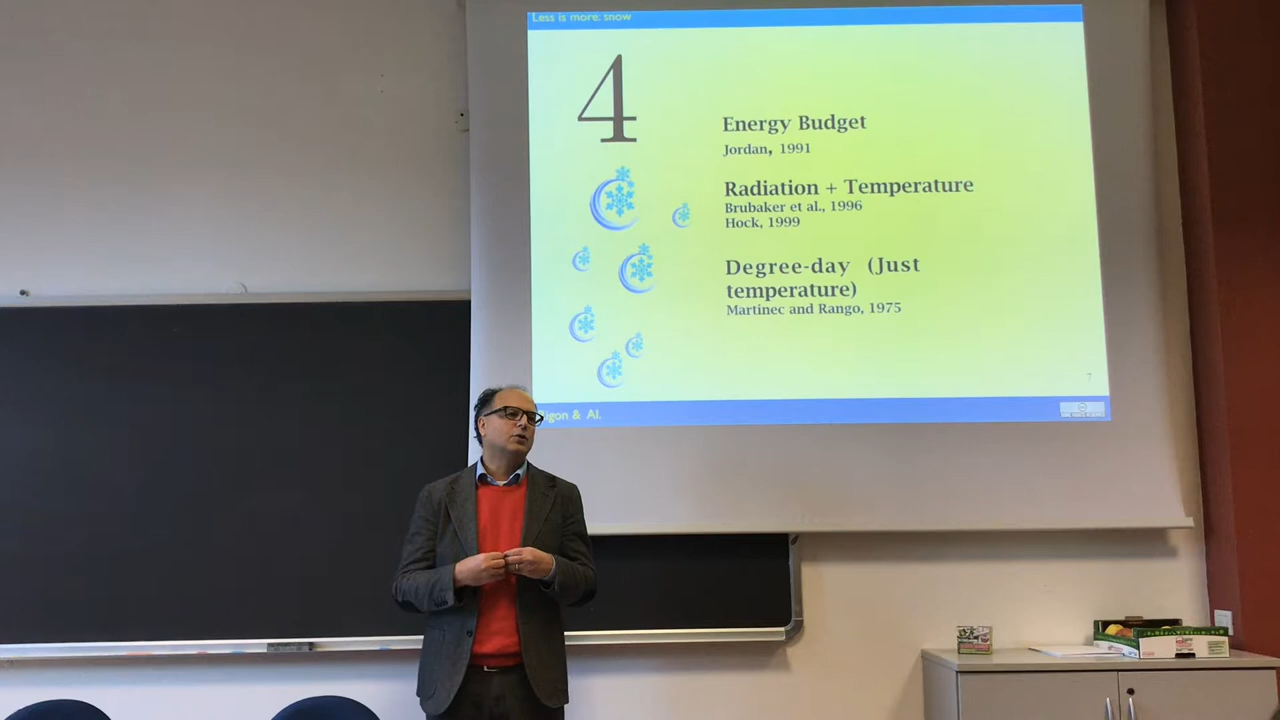 Less is more: snow
4
Energy Budget
Jordan, 1991
Radiation + Temperature
Brubaker et al., 1996
Hock, 1999
Degree-day (Just
temperature)
Martinec and Rango, 1975
7
Rigon & Al.